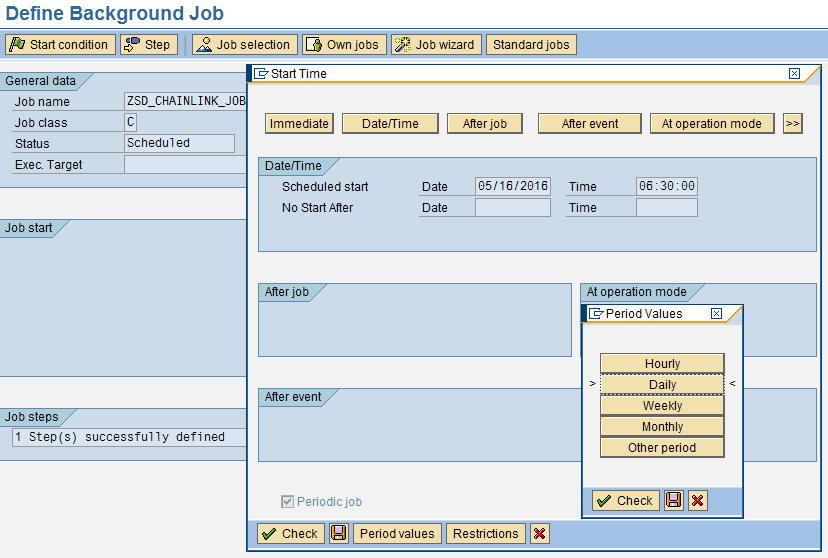 Define Background Job
Start condition Step Job selection Own jobs Job wizard Standard jobs
General data
Job name ZSD_CHAINLINK_JOB
Job class C
Status Scheduled
Exec. Target
Job start
Job steps
1 Step(s) successfully defined
Start Time
Immediate Date/Time After job After event At operation mode >>
Date/Time
Scheduled start Date 05/16/2016 Time 06:30:00
No Start After Date Time
After job
At operation mode
After event
Periodic job
Check Period values Restrictions
Period Values
Hourly
> Daily <
Weekly
Monthly
Other period
Check